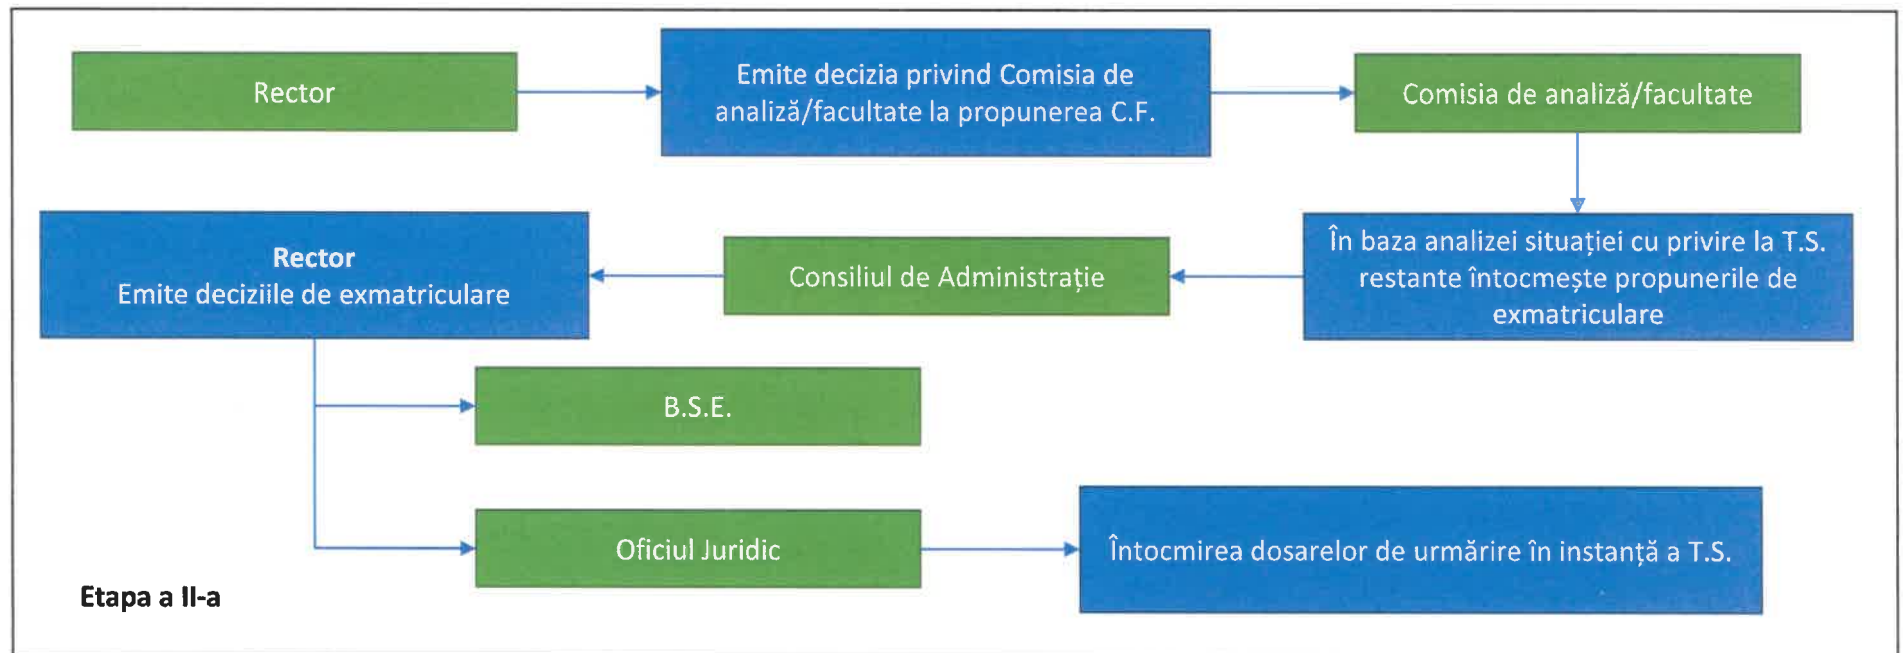 Rector
Emite decizia privind Comisia de
analiză/facultate la propunerea C.F.
Comisia de analiză/facultate
În baza analizei situației cu privire la T.S.
restante întocmește propunerile de
exmatriculare
Consiliul de Administrație
Rector
Emite deciziile de exmatriculare
B.S.E.
Oficiul Juridic
Întocmirea dosarelor de urmărire în instanță a T.S.
Etapa a II-a